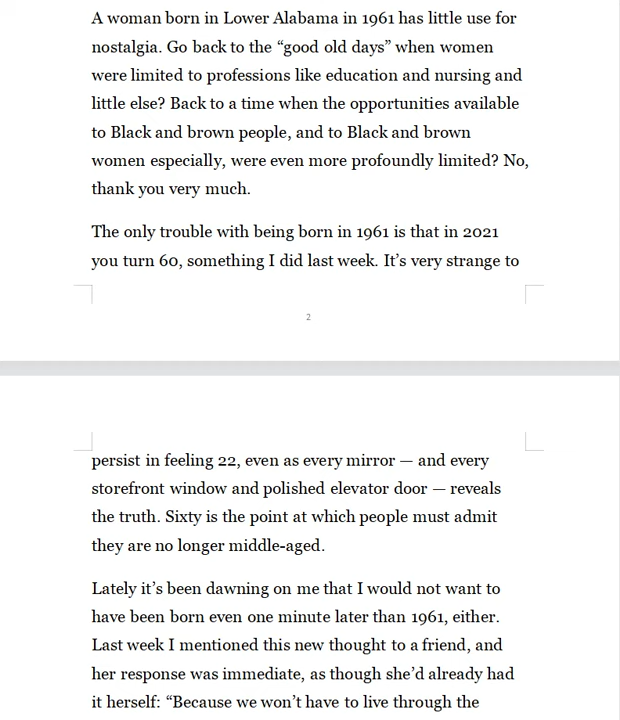 A woman born in Lower Alabama in 1961 has little use for
nostalgia. Go back to the “good old days” when women
were limited to professions like education and nursing and
little else? Back to a time when the opportunities available
to Black and brown people, and to Black and brown
women especially, were even more profoundly limited? No,
thank you very much.
The only trouble with being born in 1961 is that in 2021
you turn 60, something I did last week. It’s very strange to
2
persist in feeling 22, even as every mirror — and every
storefront window and polished elevator door — reveals
the truth. Sixty is the point at which people must admit
they are no longer middle-aged.
Lately it’s been dawning on me that I would not want to
have been born even one minute later than 1961, either.
Last week I mentioned this new thought to a friend, and
her response was immediate, as though she’d already had
it herself: “Because we won’t have to live through the